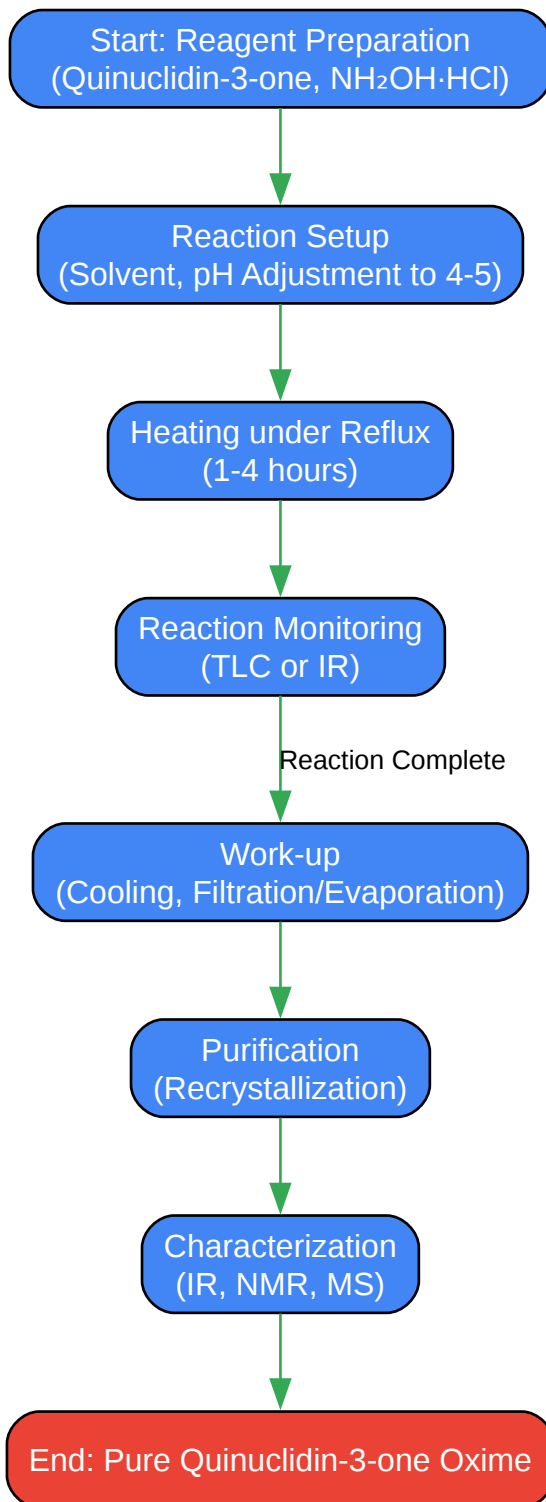 Start: Reagent Preparation
(Quinuclidin-3-one, NH₂OH·HCl)
Reaction Setup
(Solvent, pH Adjustment to 4-5)
Heating under Reflux
(1-4 hours)
Reaction Monitoring
(TLC or IR)
Reaction Complete
Work-up
(Cooling, Filtration/Evaporation)
Purification
(Recrystallization)
Characterization
(IR, NMR, MS)
End: Pure Quinuclidin-3-one Oxime